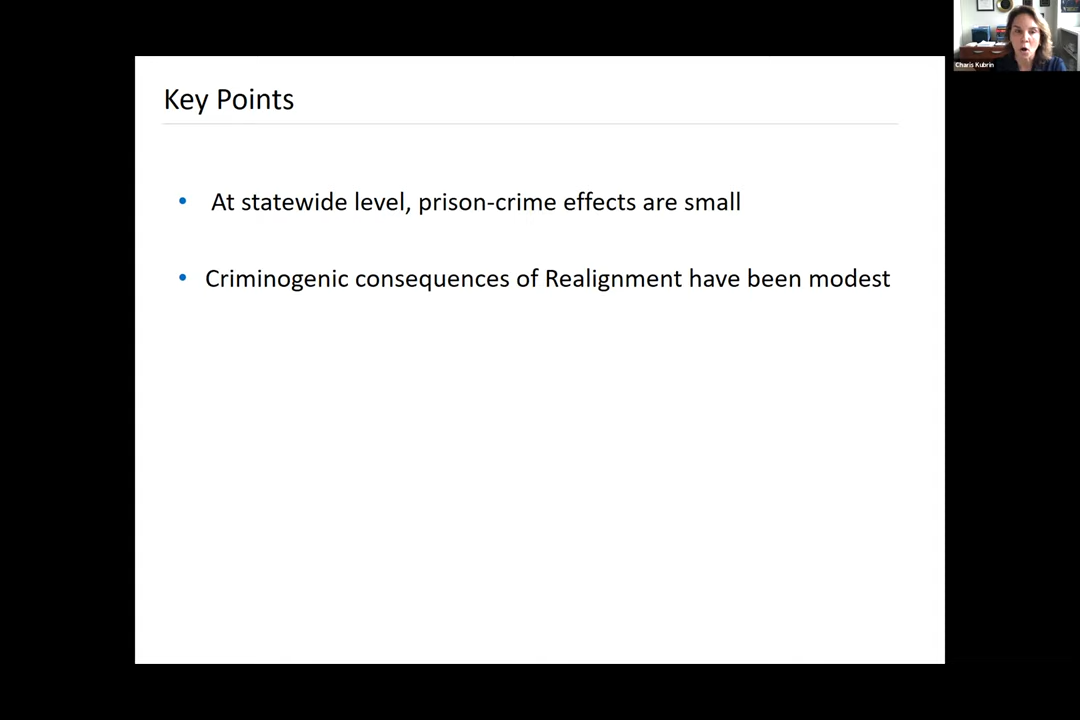 Charis Kubrin
Key Points
• At statewide level, prison-crime effects are small
• Criminogenic consequences of Realignment have been modest